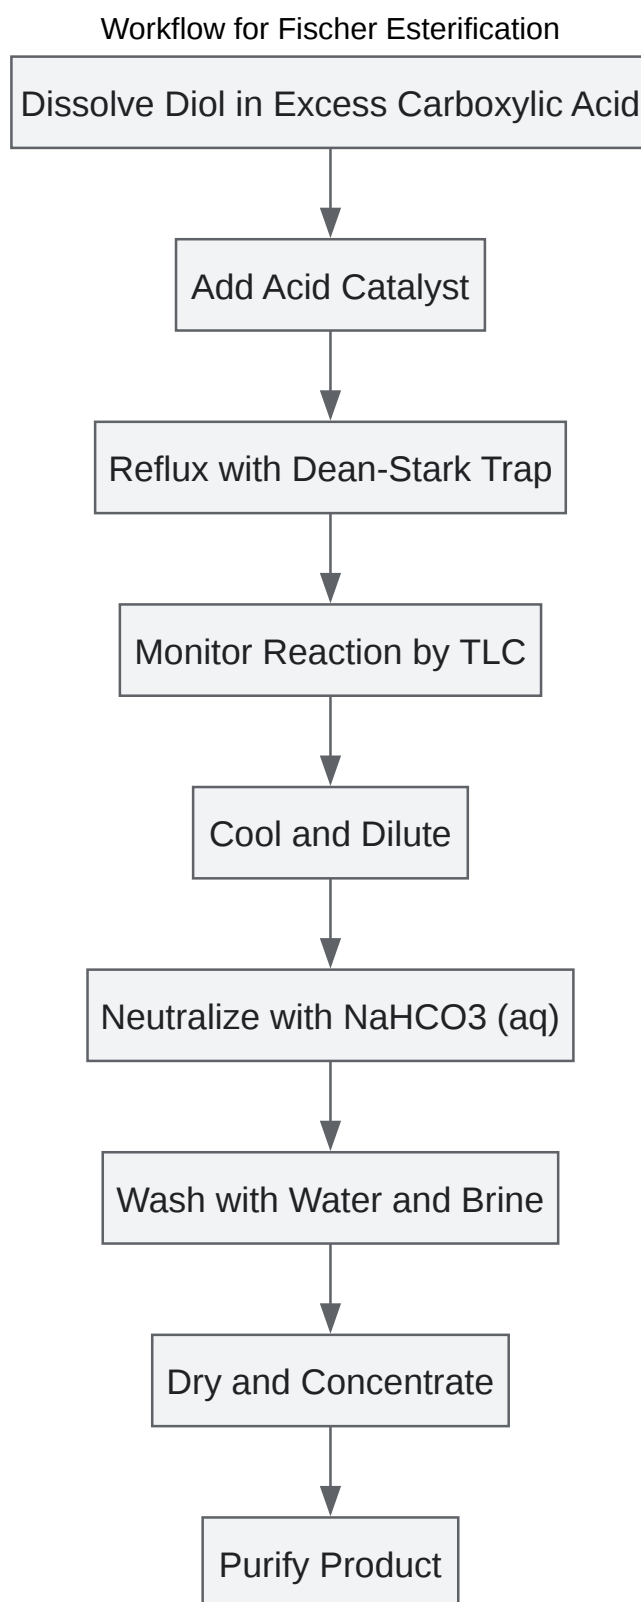 Workflow for Fischer Esterification
Dissolve Diol in Excess Carboxylic Acid
Add Acid Catalyst
Reflux with Dean-Stark Trap
Monitor Reaction by TLC
Cool and Dilute
Neutralize with NaHCO3 (aq)
Wash with Water and Brine
Dry and Concentrate
Purify Product